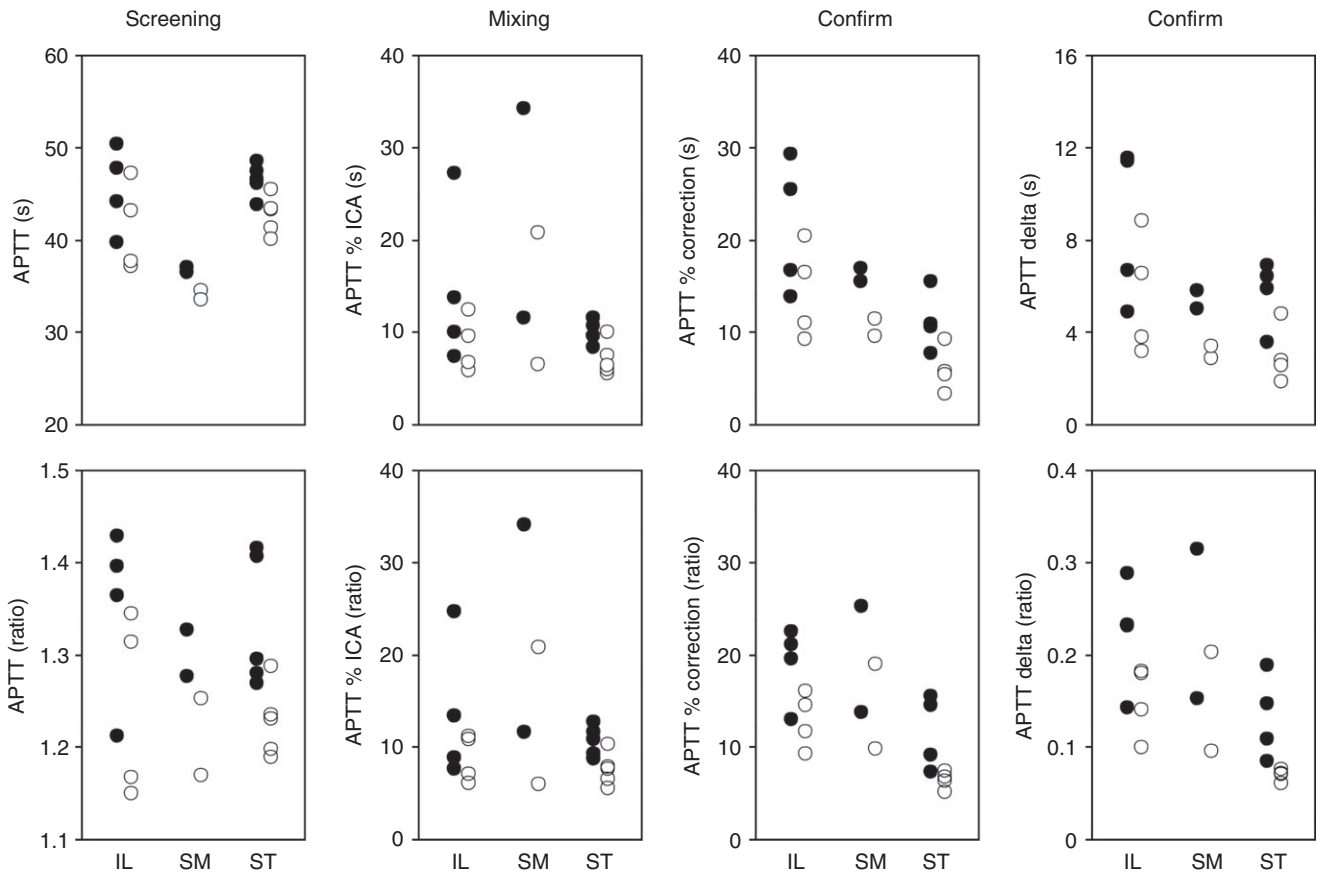 Screening
Mixing
Confirm
Confirm
APTT (s)
60
50
40
30
20
APTT % ICA (s)
40
30
20
10
0
APTT % correction (s)
40
30
20
10
0
APTT delta (s)
16
12
8
4
0
APTT (ratio)
1.5
1.4
1.3
1.2
1.1
IL SM ST
APTT % ICA (ratio)
40
30
20
10
0
IL SM ST
APTT % correction (ratio)
40
30
20
10
0
IL SM ST
APTT delta (ratio)
0.4
0.3
0.2
0.1
0
IL SM ST